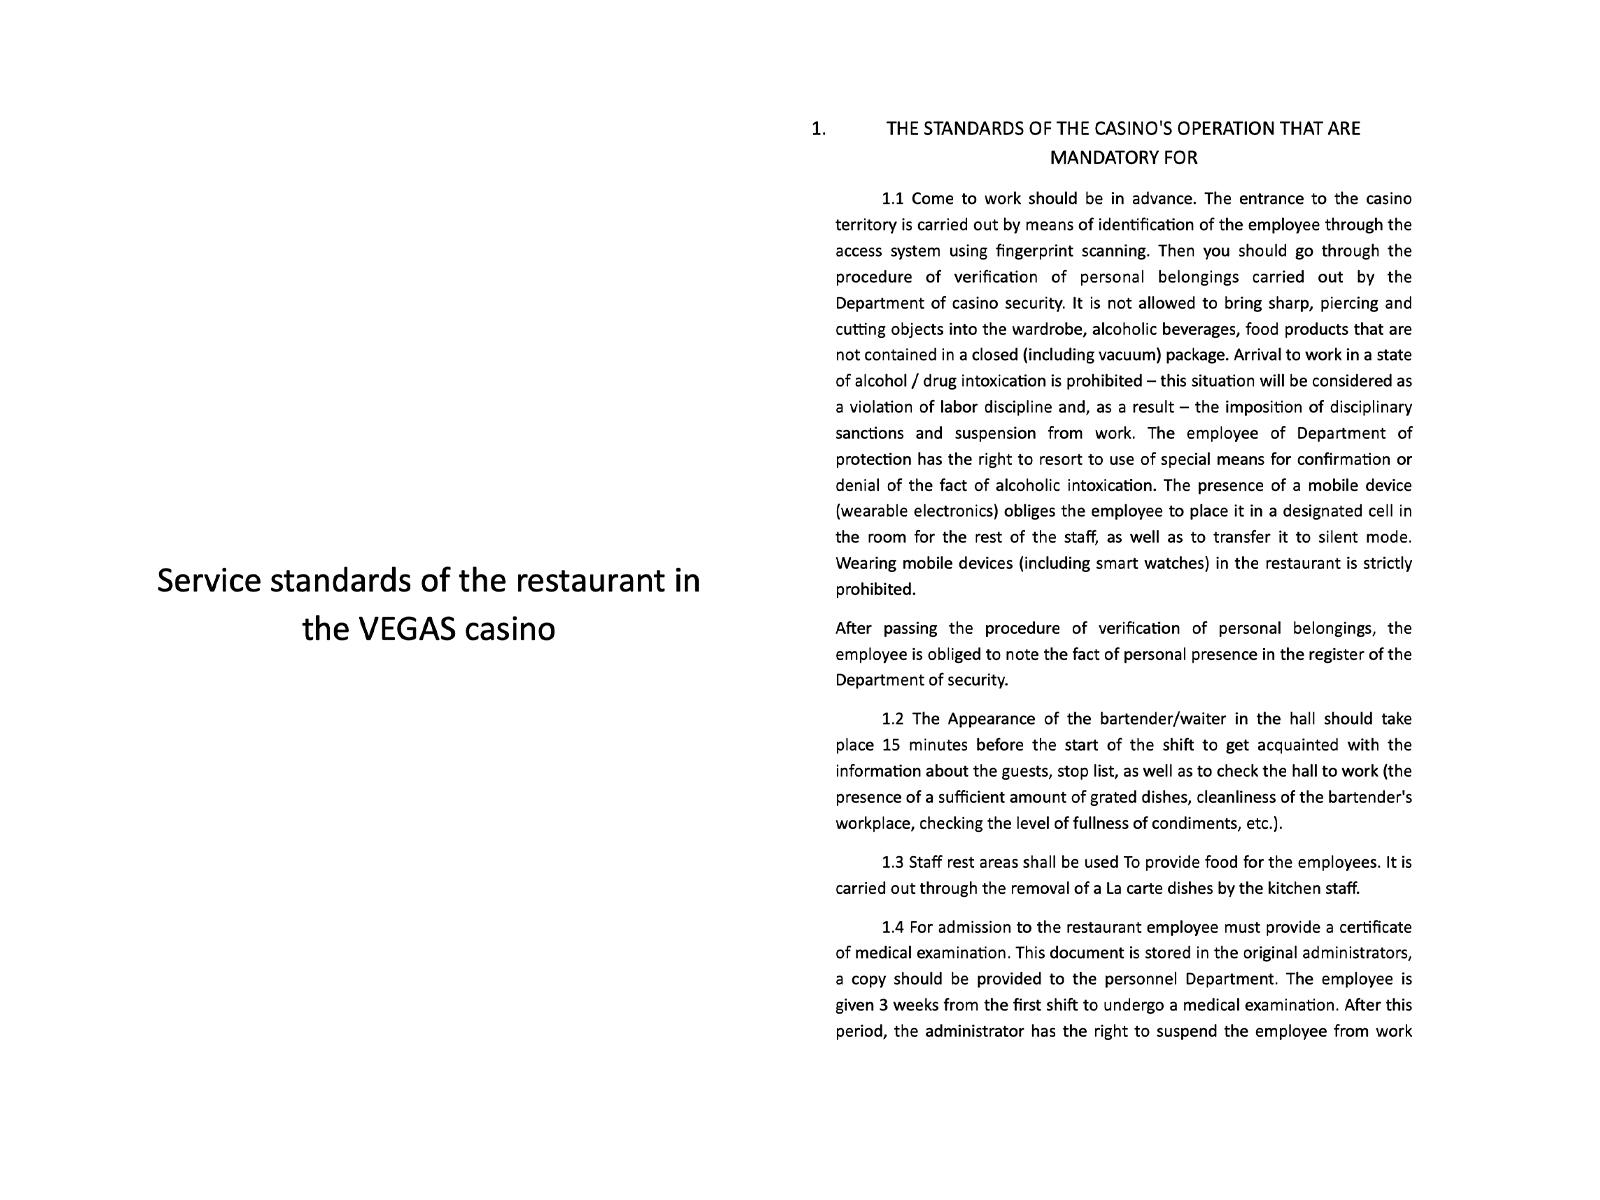 Service standards of the restaurant in
the VEGAS casino
1. THE STANDARDS OF THE CASINO'S OPERATION THAT ARE
MANDATORY FOR
1.1 Come to work should be in advance. The entrance to the casino
territory is carried out by means of identification of the employee through the
access system using fingerprint scanning. Then you should go through the
procedure of verification of personal belongings carried out by the
Department of casino security. It is not allowed to bring sharp, piercing and
cutting objects into the wardrobe, alcoholic beverages, food products that are
not contained in a closed (including vacuum) package. Arrival to work in a state
of alcohol / drug intoxication is prohibited – this situation will be considered as
a violation of labor discipline and, as a result – the imposition of disciplinary
sanctions and suspension from work. The employee of Department of
protection has the right to resort to use of special means for confirmation or
denial of the fact of alcoholic intoxication. The presence of a mobile device
(wearable electronics) obliges the employee to place it in a designated cell in
the room for the rest of the staff, as well as to transfer it to silent mode.
Wearing mobile devices (including smart watches) in the restaurant is strictly
prohibited.
After passing the procedure of verification of personal belongings, the
employee is obliged to note the fact of personal presence in the register of the
Department of security.
1.2 The Appearance of the bartender/waiter in the hall should take
place 15 minutes before the start of the shift to get acquainted with the
information about the guests, stop list, as well as to check the hall to work (the
presence of a sufficient amount of grated dishes, cleanliness of the bartender's
workplace, checking the level of fullness of condiments, etc.).
1.3 Staff rest areas shall be used To provide food for the employees. It is
carried out through the removal of a La carte dishes by the kitchen staff.
1.4 For admission to the restaurant employee must provide a certificate
of medical examination. This document is stored in the original administrators,
a copy should be provided to the personnel Department. The employee is
given 3 weeks from the first shift to undergo a medical examination. After this
period, the administrator has the right to suspend the employee from work